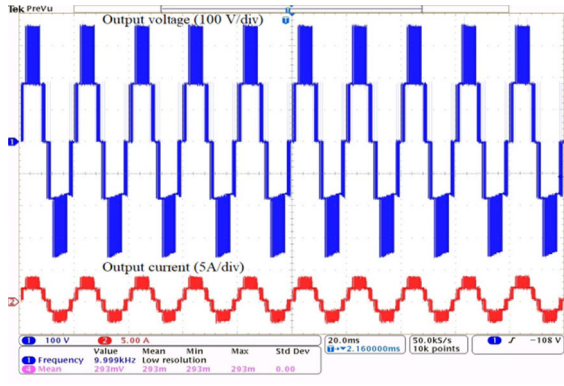 Tek PreVu
Output voltage (100 V/div)
Output current (5A/div)
1 100 V 2 5.00 A 20.0ms 50.0kS/s 1 -108 V
2.160000ms 10k points
Value Mean Min Max Std Dev
1 Frequency 9.999kHz Low resolution
4 Mean 293mV 293m 293m 293m 0.00